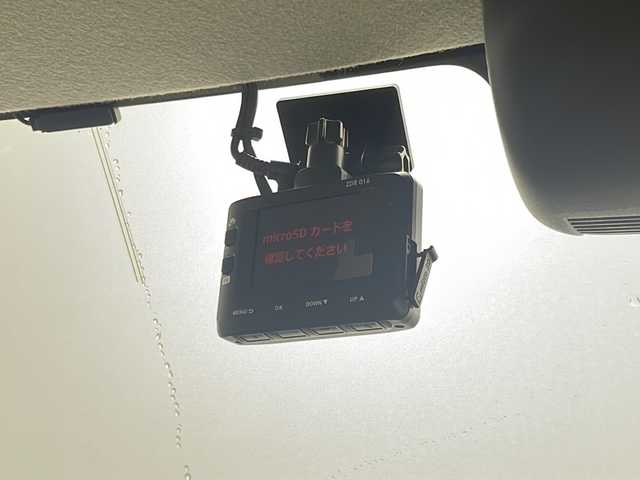 ZDR 016
microSD カードを
確認してください
MENU ⮌
OK
DOWN ▼
UP ▲